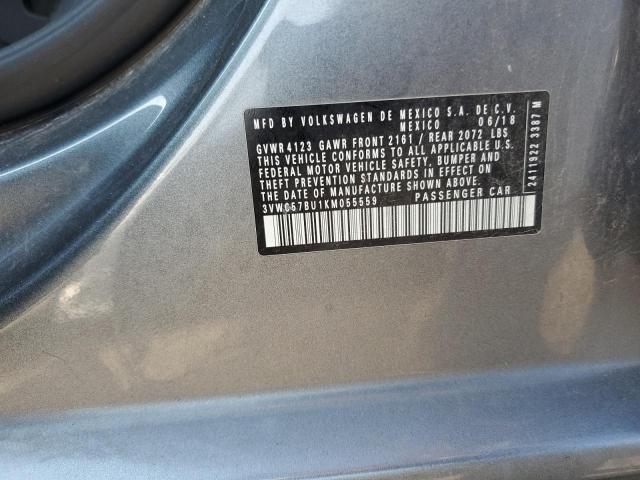 MFD BY VOLKSWAGEN DE MEXICO S.A. DE C.V.
MEXICO 06/18
GVWR 4123 GAWR FRONT 2161 / REAR 2072 LBS
THIS VEHICLE CONFORMS TO ALL APPLICABLE U.S.
FEDERAL MOTOR VEHICLE SAFETY, BUMPER AND
THEFT PREVENTION STANDARDS IN EFFECT ON
THE DATE OF MANUFACTURE SHOWN ABOVE.
3VWC57BU1KM055559 PASSENGER CAR
24111922 3387 M